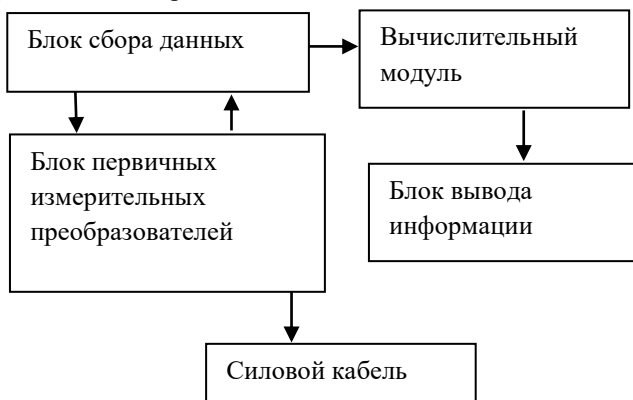 Блок сбора данных
Вычислительный
модуль
Блок первичных
измерительных
преобразователей
Блок вывода
информации
Силовой кабель